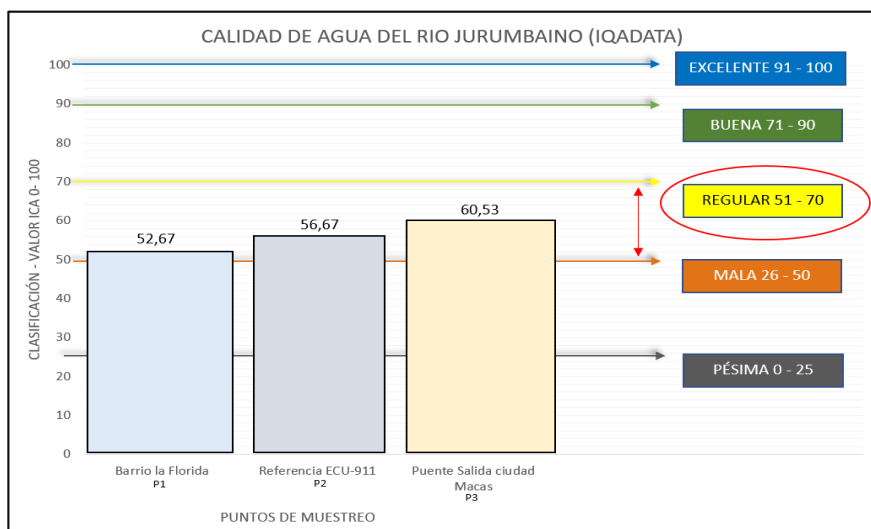 CALIDAD DE AGUA DEL RIO JURUMBAINO (IQADATA)
CLASIFICACIÓN - VALOR ICA 0- 100
100
90
80
70
60
50
40
30
20
10
0
52,67
56,67
60,53
EXCELENTE 91 - 100
BUENA 71 - 90
REGULAR 51 - 70
MALA 26 - 50
PÉSIMA 0 - 25
Barrio la Florida
P1
Referencia ECU-911
P2
Puente Salida ciudad
Macas
P3
PUNTOS DE MUESTREO